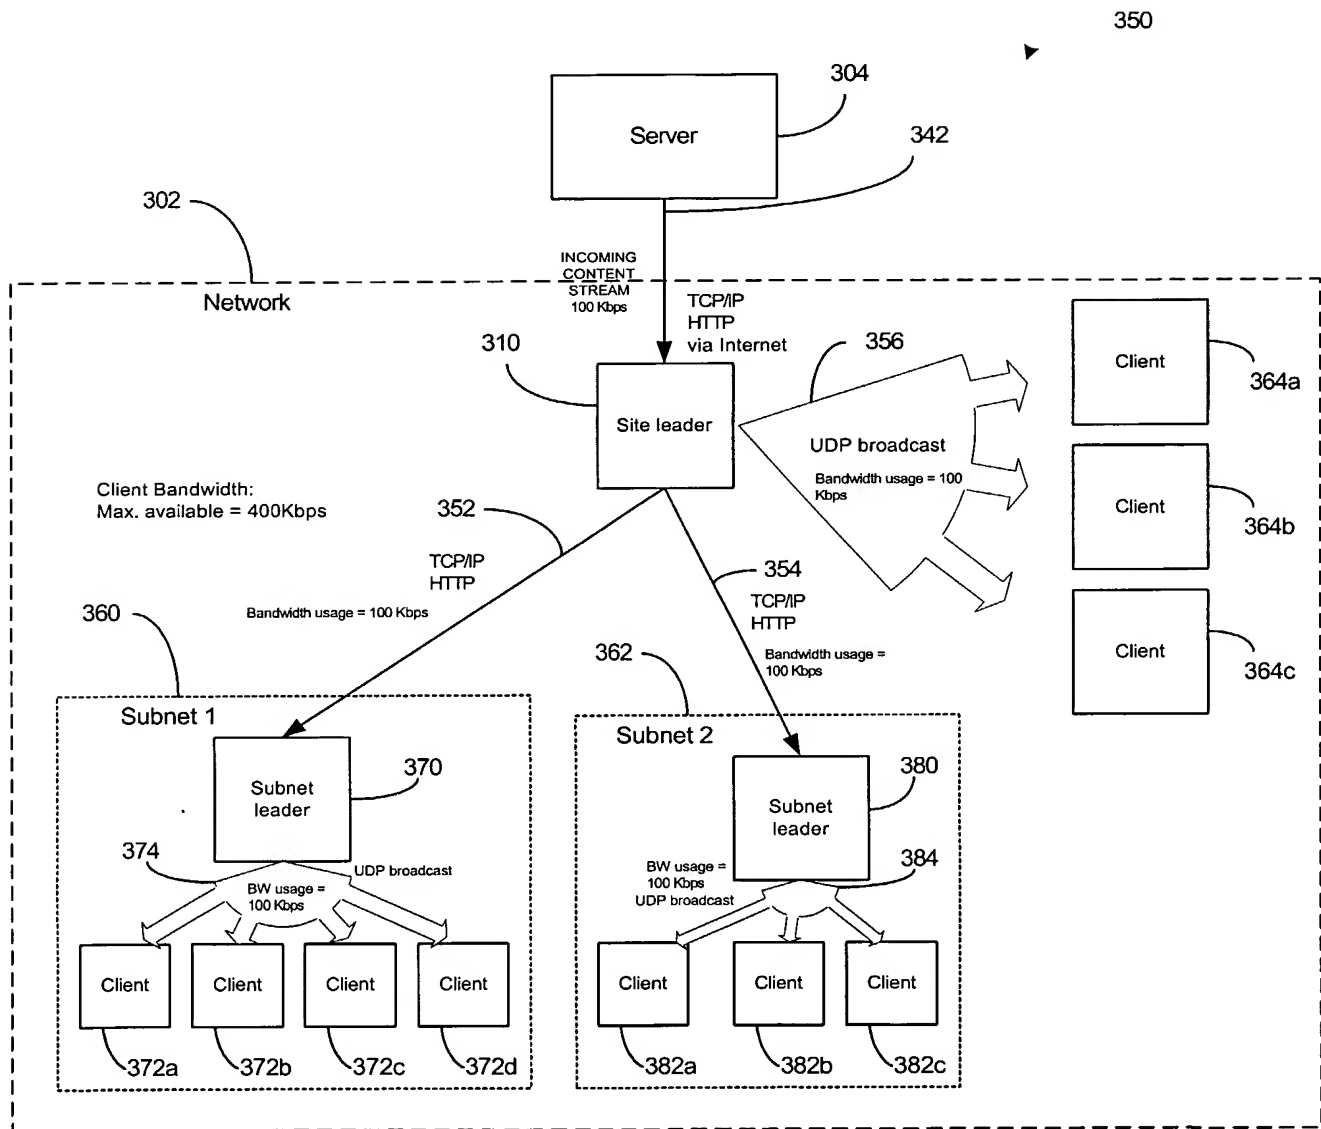 350
304
Server
342
302
INCOMING
CONTENT
STREAM
100 Kbps
Network
TCP/IP
HTTP
via Internet
310
356
Client
364a
Site leader
UDP broadcast
Bandwidth usage = 100
Kbps
Client
364b
Client Bandwidth:
Max. available = 400Kbps
352
TCP/IP
HTTP
354
TCP/IP
HTTP
360
Bandwidth usage = 100 Kbps
362
Bandwidth usage =
100 Kbps
Client
364c
Subnet 1
Subnet 2
370
Subnet
leader
380
Subnet
leader
374
UDP broadcast
BW usage =
100 Kbps
BW usage =
100 Kbps
UDP broadcast
384
Client
Client
Client
Client
Client
Client
Client
372a
372b
372c
372d
382a
382b
382c